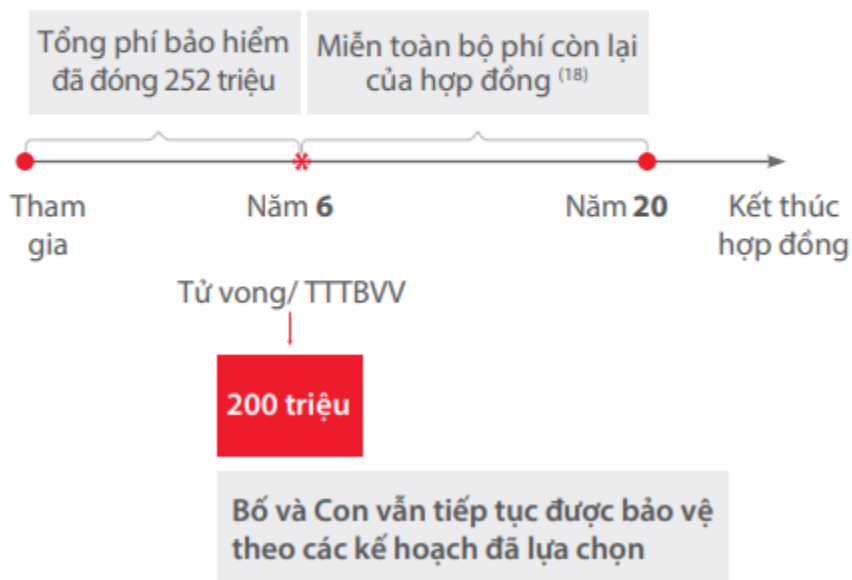 Tổng phí bảo hiểm
đã đóng 252 triệu
Miễn toàn bộ phí còn lại
của hợp đồng (18)
Tham
gia
Năm 6
Năm 20
Kết thúc
hợp đồng
Tử vong/ TTTBVV
200 triệu
Bố và Con vẫn tiếp tục được bảo vệ
theo các kế hoạch đã lựa chọn